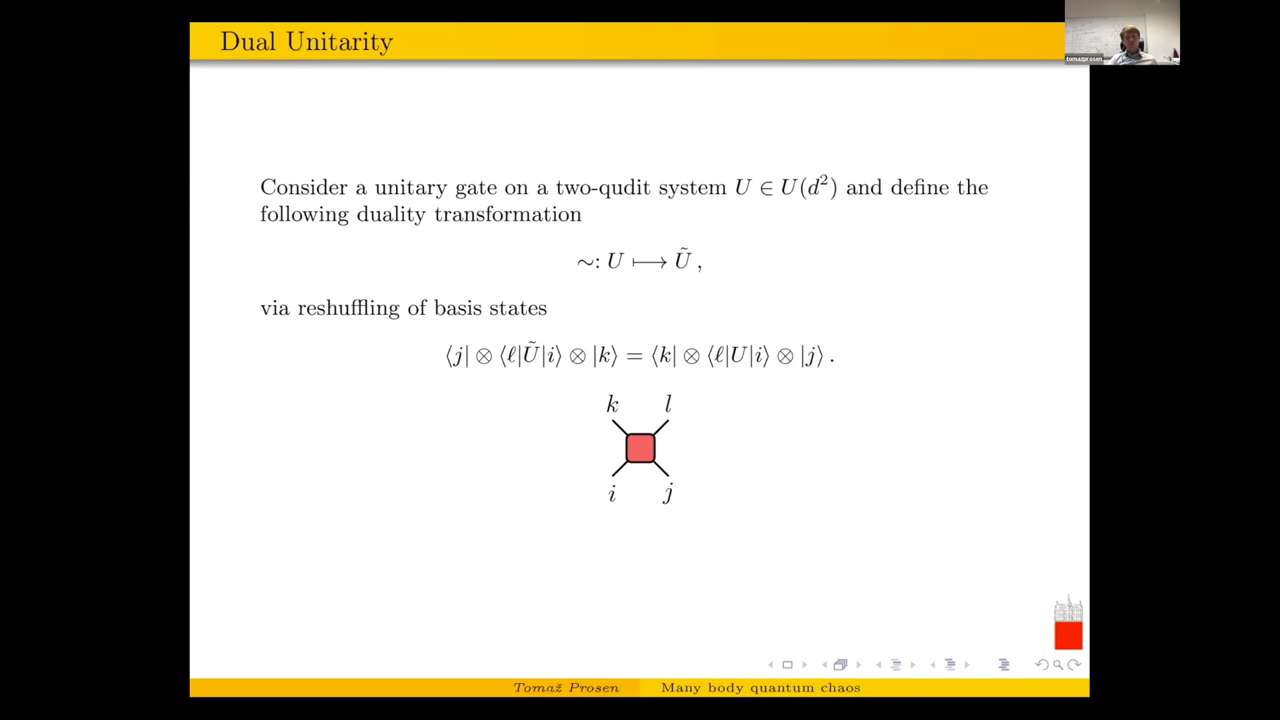 Dual Unitarity
tomazprosen
Consider a unitary gate on a two-qudit system U ∈ U(d²) and define the
following duality transformation
∼: U ⟼ Ũ ,
via reshuffling of basis states
⟨j| ⊗ ⟨ℓ|Ũ|i⟩ ⊗ |k⟩ = ⟨k| ⊗ ⟨ℓ|U|i⟩ ⊗ |j⟩ .
k l
i j
Tomaž Prosen Many body quantum chaos